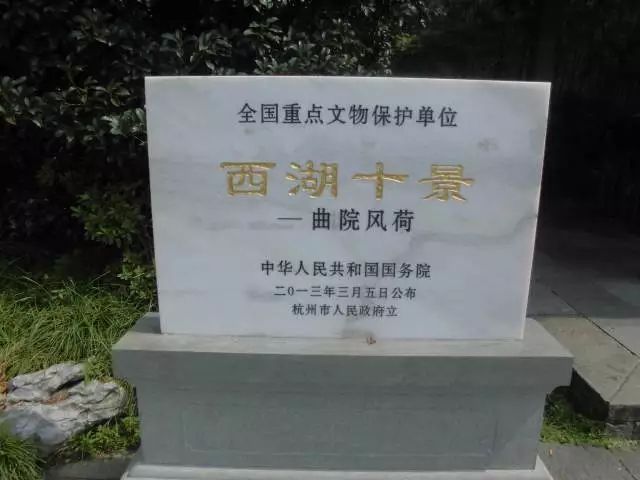 全国重点文物保护单位
西湖十景
—曲院风荷
中华人民共和国国务院
二〇一三年三月五日公布
杭州市人民政府立